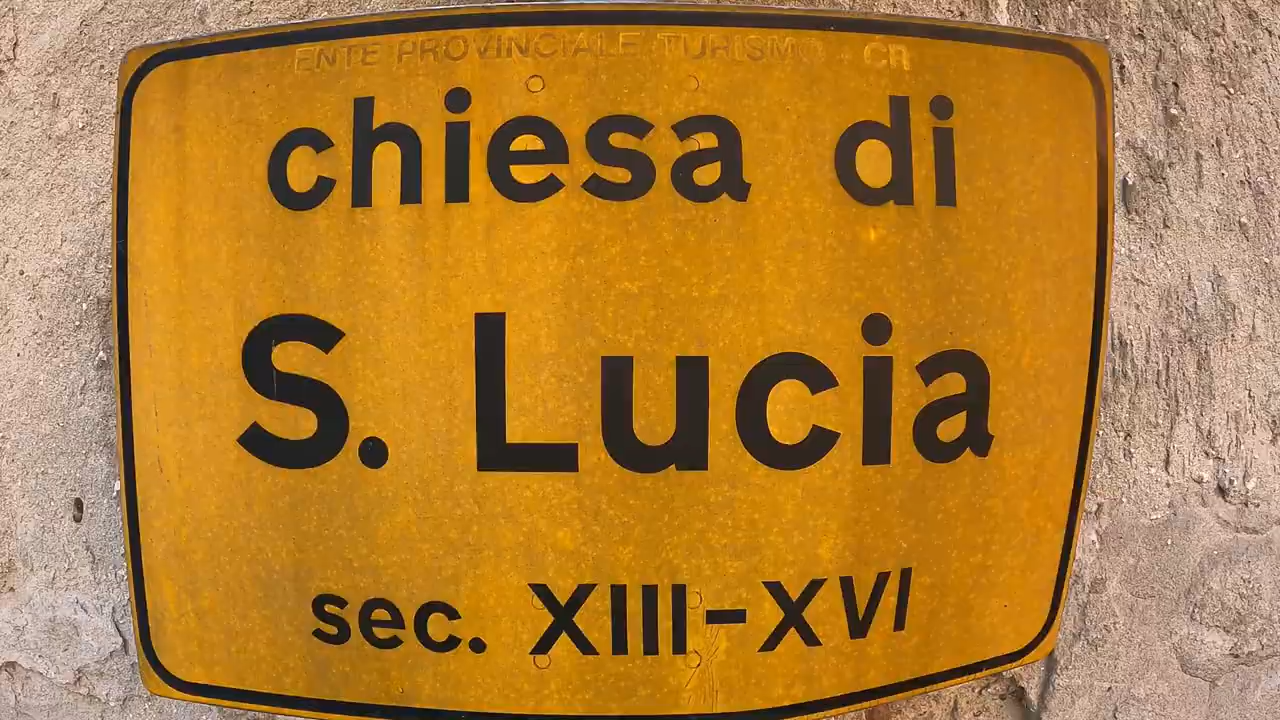 ENTE PROVINCIALE TURISMO - CR
chiesa di
S. Lucia
sec. XIII-XVI